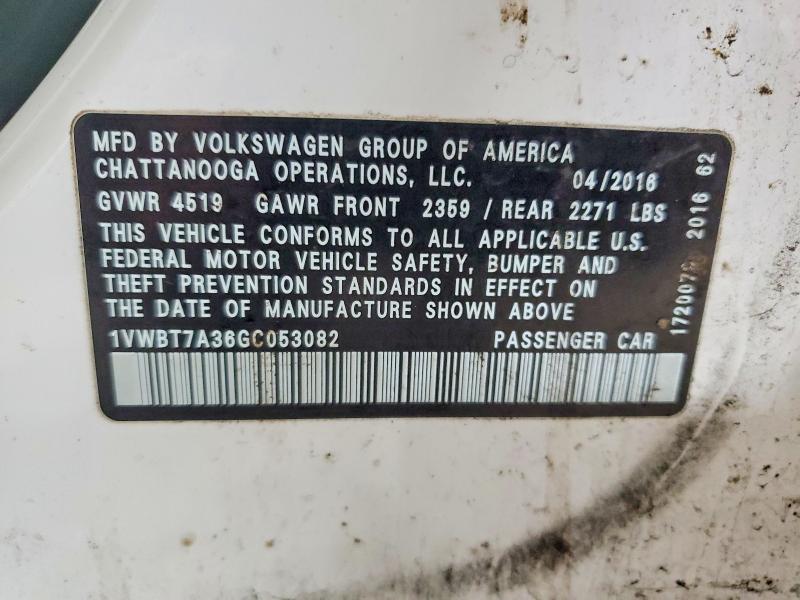 MFD BY VOLKSWAGEN GROUP OF AMERICA
CHATTANOOGA OPERATIONS, LLC. 04/2016
GVWR 4519 GAWR FRONT 2359 / REAR 2271 LBS
THIS VEHICLE CONFORMS TO ALL APPLICABLE U.S.
FEDERAL MOTOR VEHICLE SAFETY, BUMPER AND
THEFT PREVENTION STANDARDS IN EFFECT ON
THE DATE OF MANUFACTURE SHOWN ABOVE
1VWBT7A36GC053082 PASSENGER CAR
2016 62